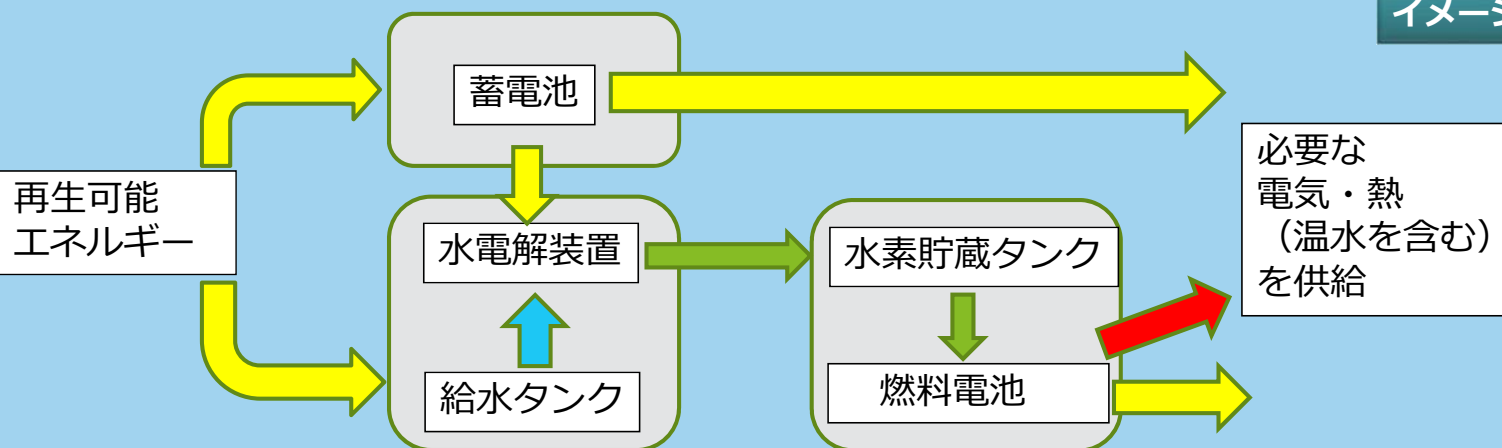 イメージ
蓄電池
再生可能
エネルギー
水電解装置
給水タンク
水素貯蔵タンク
燃料電池
必要な
電気・熱
（温水を含む）
を供給